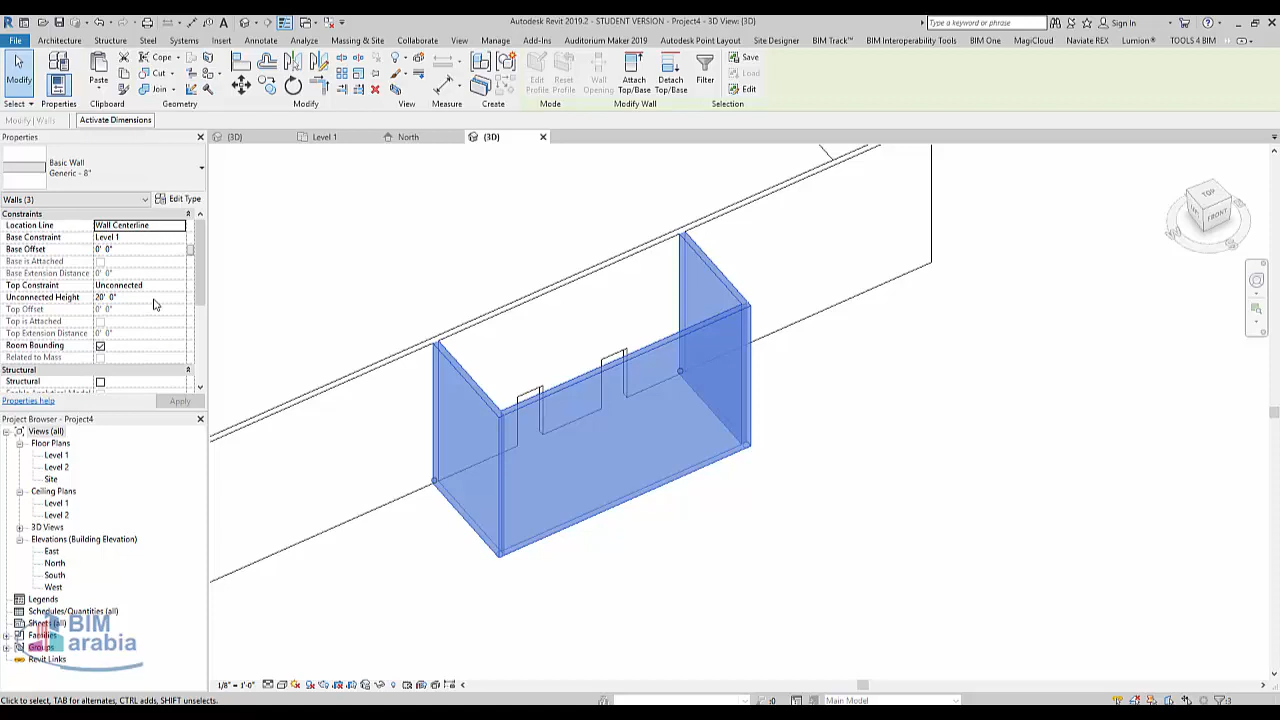 Autodesk Revit 2019.2 - STUDENT VERSION - Project4 - 3D View: {3D}
Type a keyword or phrase
Sign In
File Architecture Structure Steel Systems Insert Annotate Analyze Massing & Site Collaborate View Manage Add-Ins Auditorium Maker 2019 Autodesk Point Layout Site Designer BIM Track™ BIM Interoperability Tools BIM One MagiCloud Naviate REX Lumion® TOOLS 4 BIM
Modify
Paste
Cope
Cut
Join
Edit Profile
Reset Profile
Wall Opening
Attach Top/Base
Detach Top/Base
Filter
Save
Load
Edit
Select Properties Clipboard Geometry Modify View Measure Create Mode Modify Wall Selection
Modify | Walls Activate Dimensions
Properties
{3D} Level 1 North {3D}
Basic Wall
Generic - 8"
Walls (3) Edit Type
Constraints
Location Line Wall Centerline
Base Constraint Level 1
Base Offset 0' 0"
Base is Attached
Base Extension Distance 0' 0"
Top Constraint Unconnected
Unconnected Height 20' 0"
Top Offset 0' 0"
Top is Attached
Top Extension Distance 0' 0"
Room Bounding
Related to Mass
Structural
Structural
Properties help Apply
Project Browser - Project4
Views (all)
Floor Plans
Level 1
Level 2
Site
Ceiling Plans
Level 1
Level 2
3D Views
Elevations (Building Elevation)
East
North
South
West
Legends
Schedules/Quantities (all)
Sheets (all)
Families
Groups
Revit Links
BIM
arabia
TOP
FRONT
1/8" = 1'-0"
Click to select, TAB for alternates, CTRL adds, SHIFT unselects.
:0
Main Model
:3